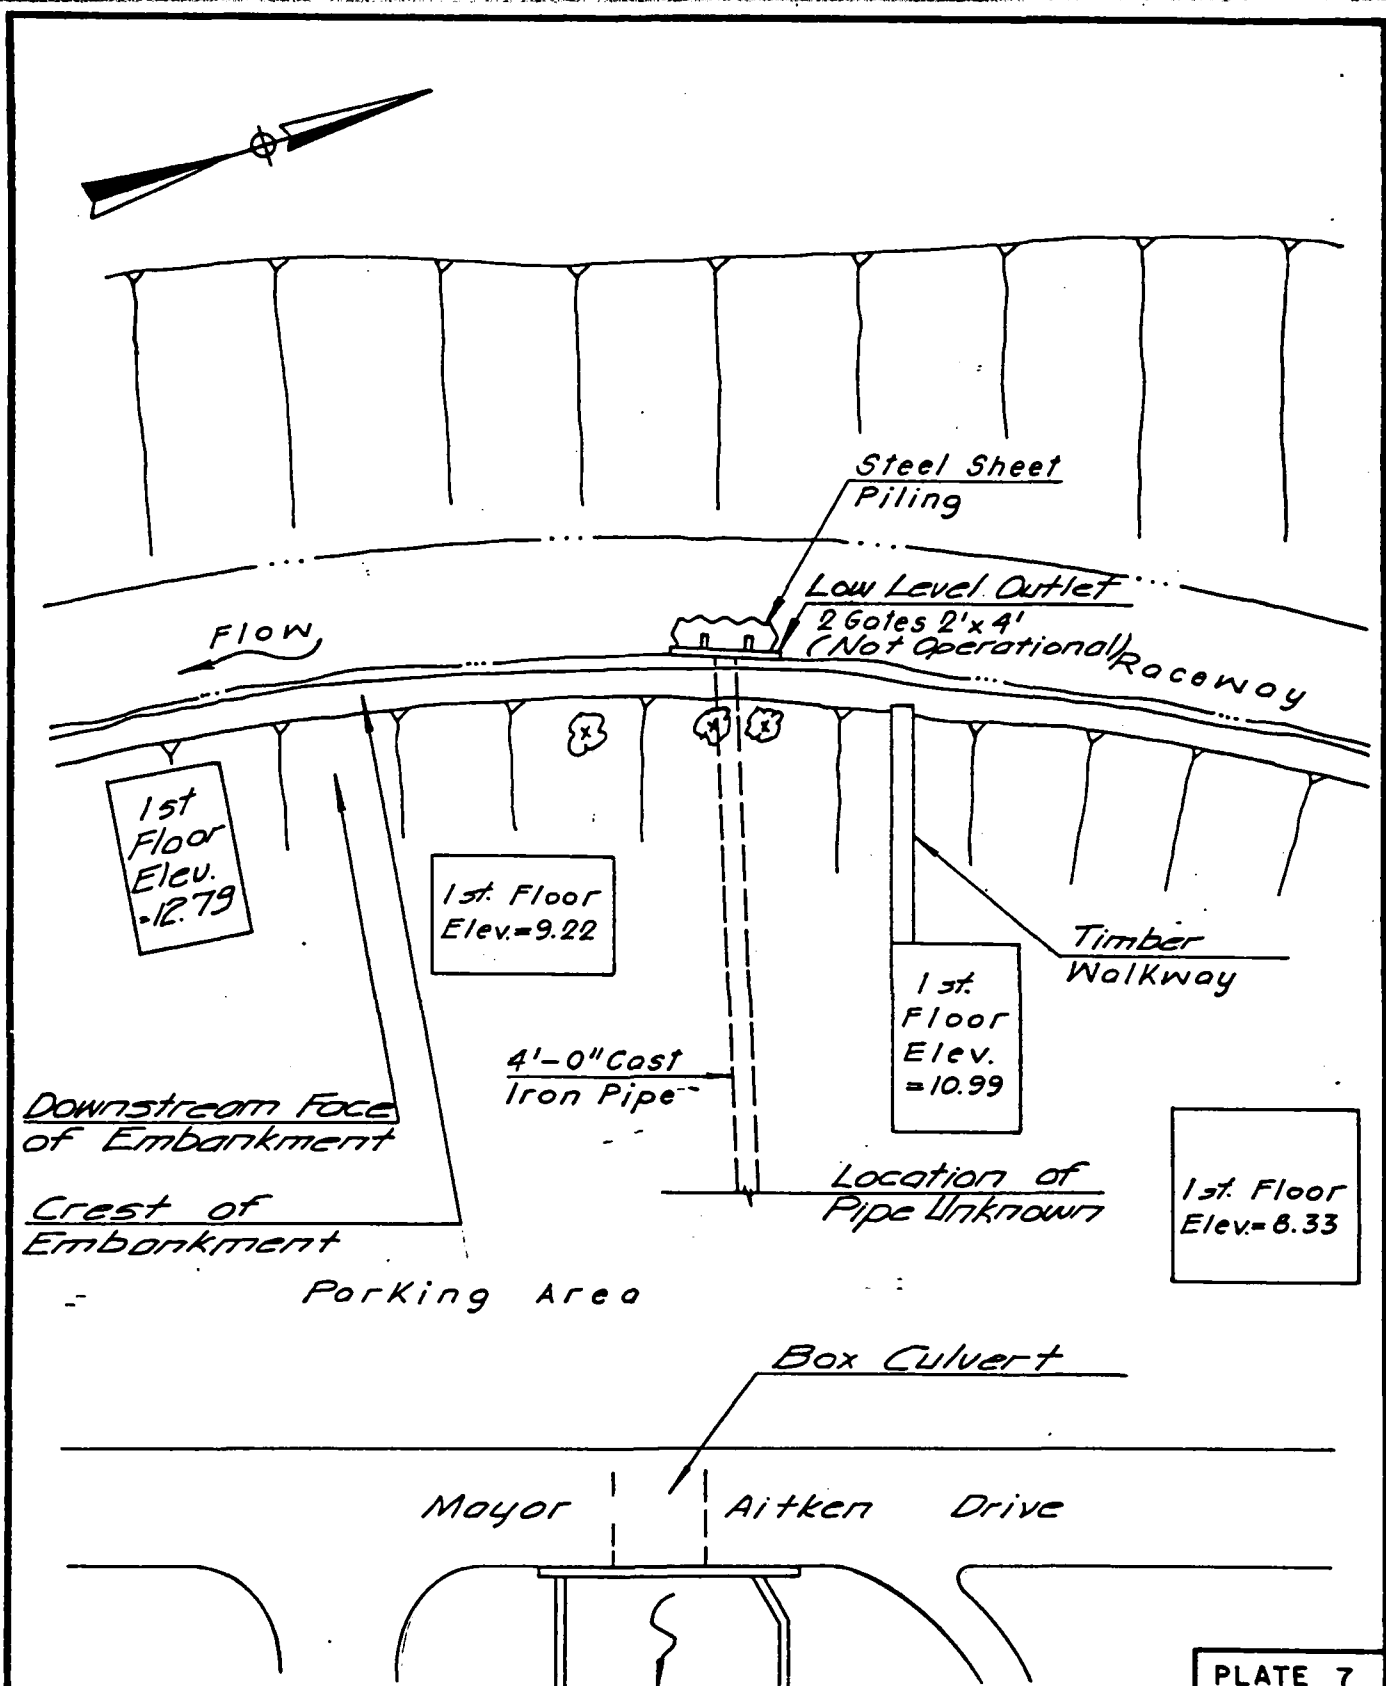 Steel Sheet
Piling
Low Level Outlet
2 Gates 2'x 4'
(Not Operational)
Raceway
Flow
1st
Floor
Elev.
=12.79
1st. Floor
Elev.=9.22
Timber
Walkway
1st.
Floor
Elev.
=10.99
4'-0" Cast
Iron Pipe
Downstream Face
of Embankment
Location of
Pipe Unknown
1st. Floor
Elev.=8.33
Crest of
Embankment
Parking Area
Box Culvert
Mayor Aitken Drive
PLATE 7